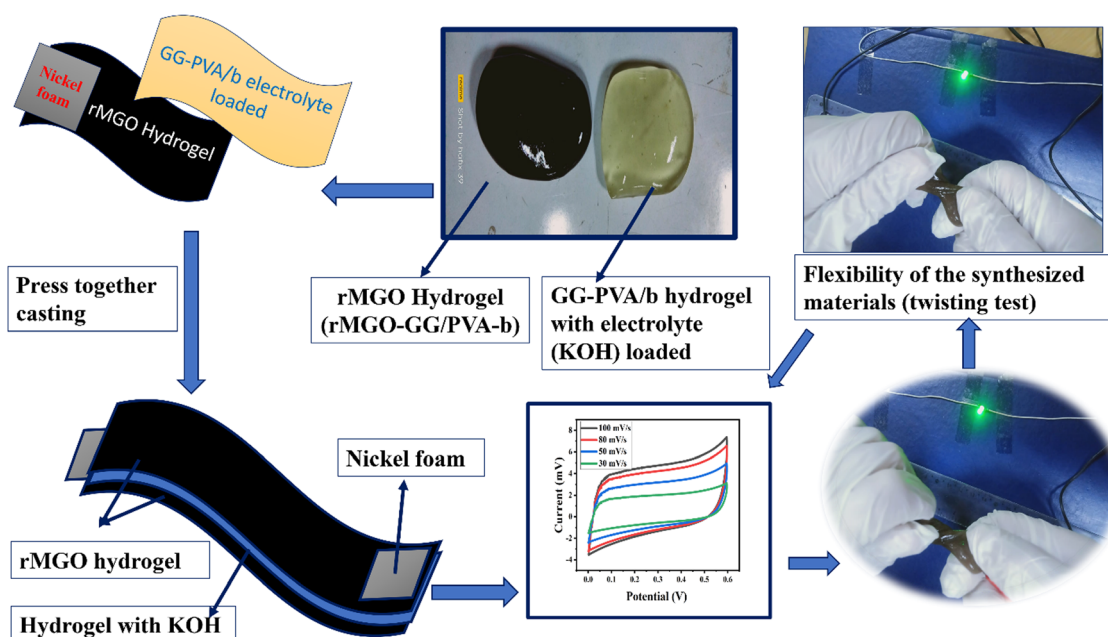 Nickel
foam
rMGO Hydrogel
GG-PVA/b electrolyte
loaded
Shot by hotix 3V
rMGO Hydrogel
(rMGO-GG/PVA-b)
GG-PVA/b hydrogel
with electrolyte
(KOH) loaded
Flexibility of the synthesized
materials (twisting test)
Press together
casting
Nickel foam
rMGO hydrogel
Hydrogel with KOH
100 mV/s
80 mV/s
50 mV/s
30 mV/s
Current (mV)
8
6
4
2
0
-2
-4
0.0 0.1 0.2 0.3 0.4 0.5 0.6
Potential (V)